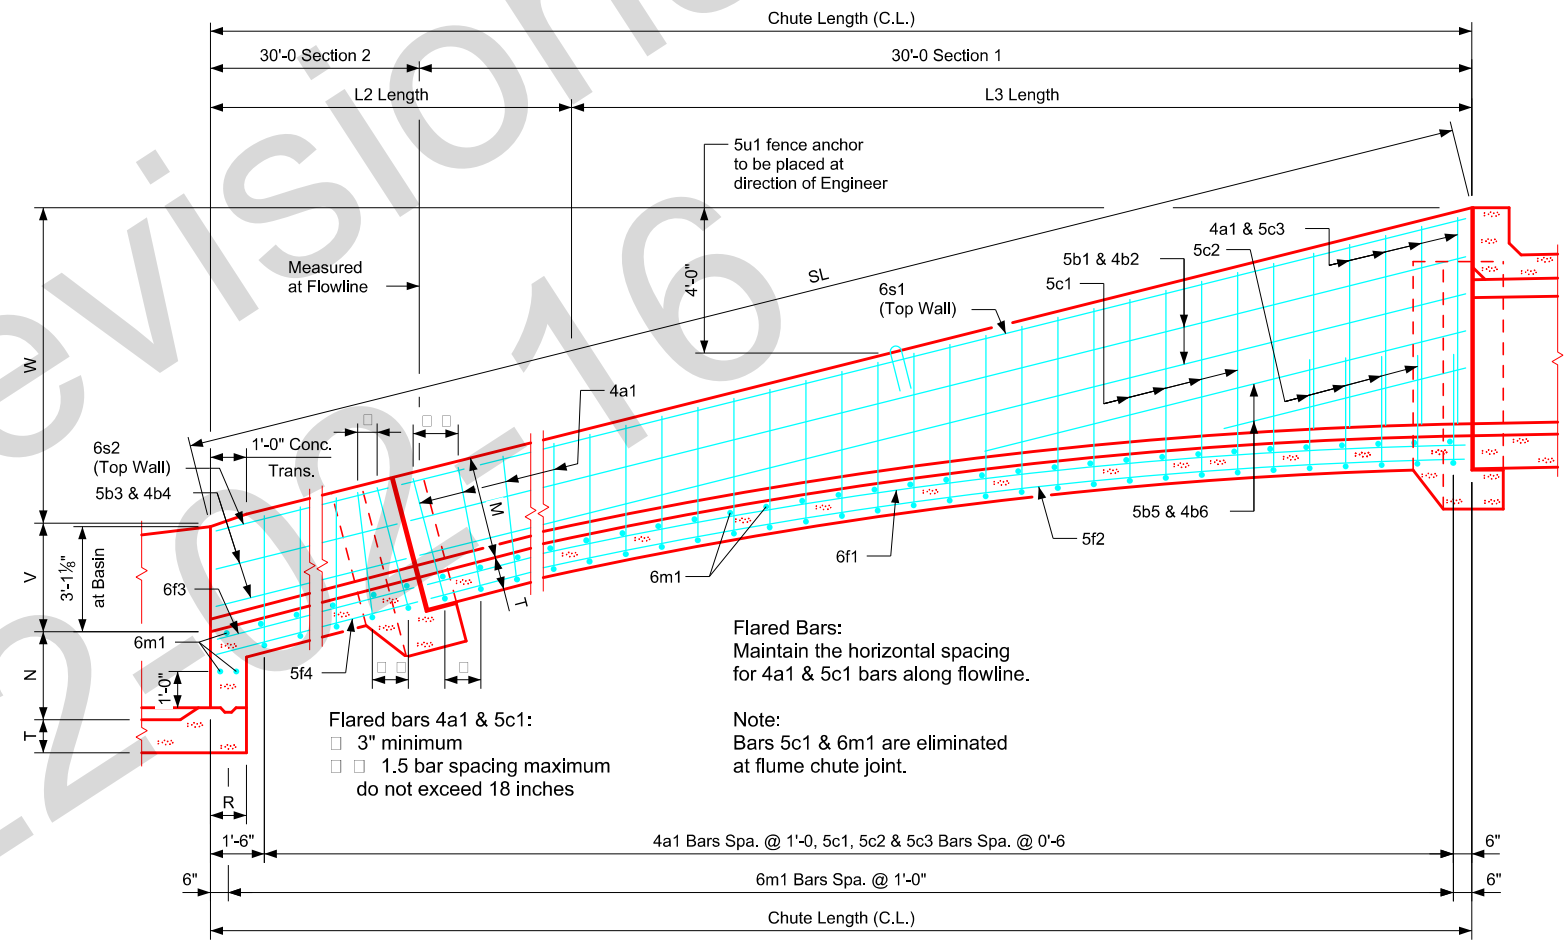 Chute Length (C.L.)
30'-0 Section 2
30'-0 Section 1
L2 Length
L3 Length
5u1 fence anchor
to be placed at
direction of Engineer
Measured
at Flowline
W
4'-0"
SL
4a1 & 5c3
5c2
5b1 & 4b2
5c1
6s1
(Top Wall)
4a1
6s2
(Top Wall)
1'-0" Conc.
Trans.
5b3 & 4b4
M
V
3'-1⅛"
at Basin
6f3
6m1
T
6m1
6f1
5f2
5b5 & 4b6
N
1'-0"
5f4
T
R
Flared Bars:
Maintain the horizontal spacing
for 4a1 & 5c1 bars along flowline.
Flared bars 4a1 & 5c1:
□ 3" minimum
□ □ 1.5 bar spacing maximum
do not exceed 18 inches
Note:
Bars 5c1 & 6m1 are eliminated
at flume chute joint.
1'-6"
4a1 Bars Spa. @ 1'-0, 5c1, 5c2 & 5c3 Bars Spa. @ 0'-6
6"
6"
6m1 Bars Spa. @ 1'-0"
6"
Chute Length (C.L.)